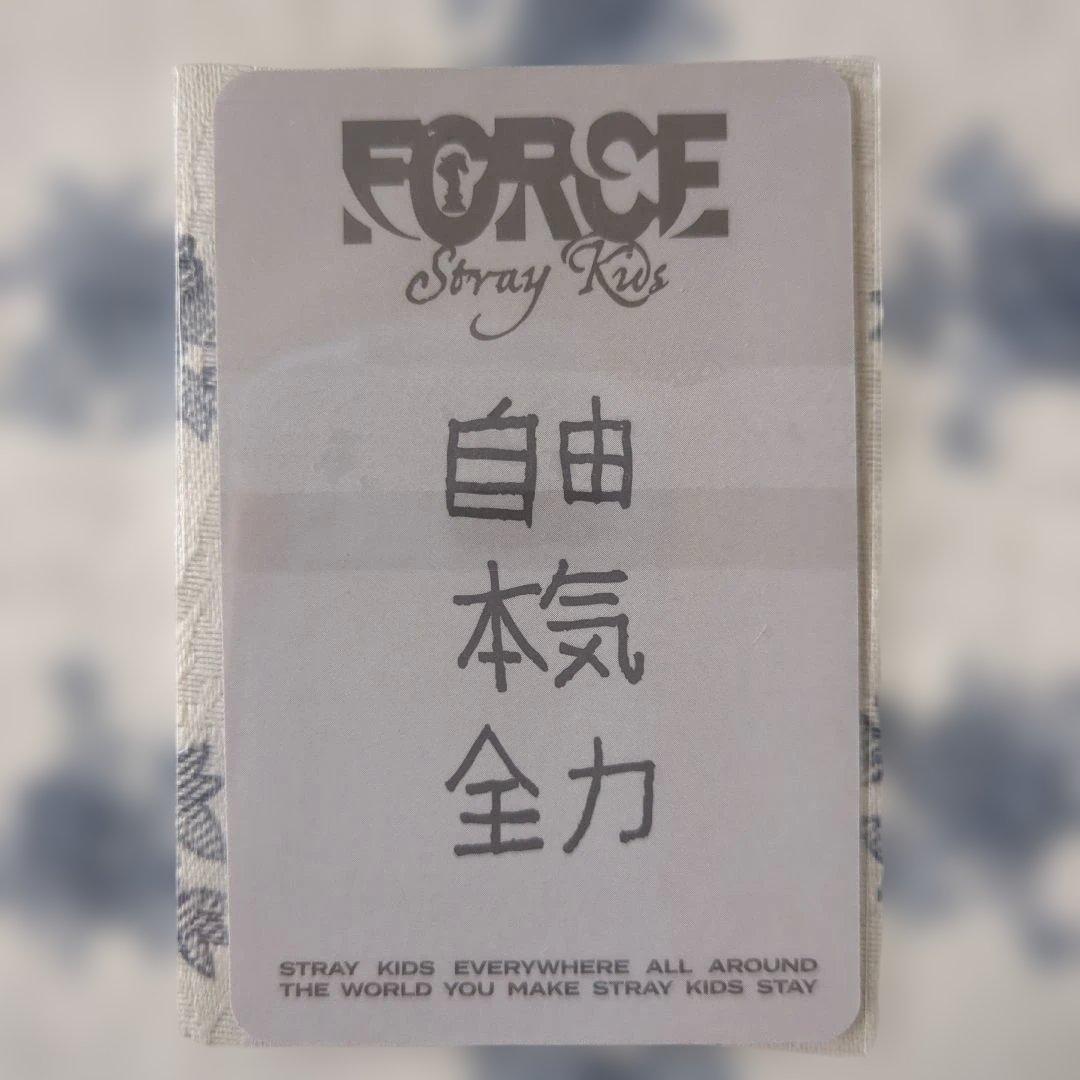 FORCE
Stray Kids
自由
本気
全力
STRAY KIDS EVERYWHERE ALL AROUND
THE WORLD YOU MAKE STRAY KIDS STAY